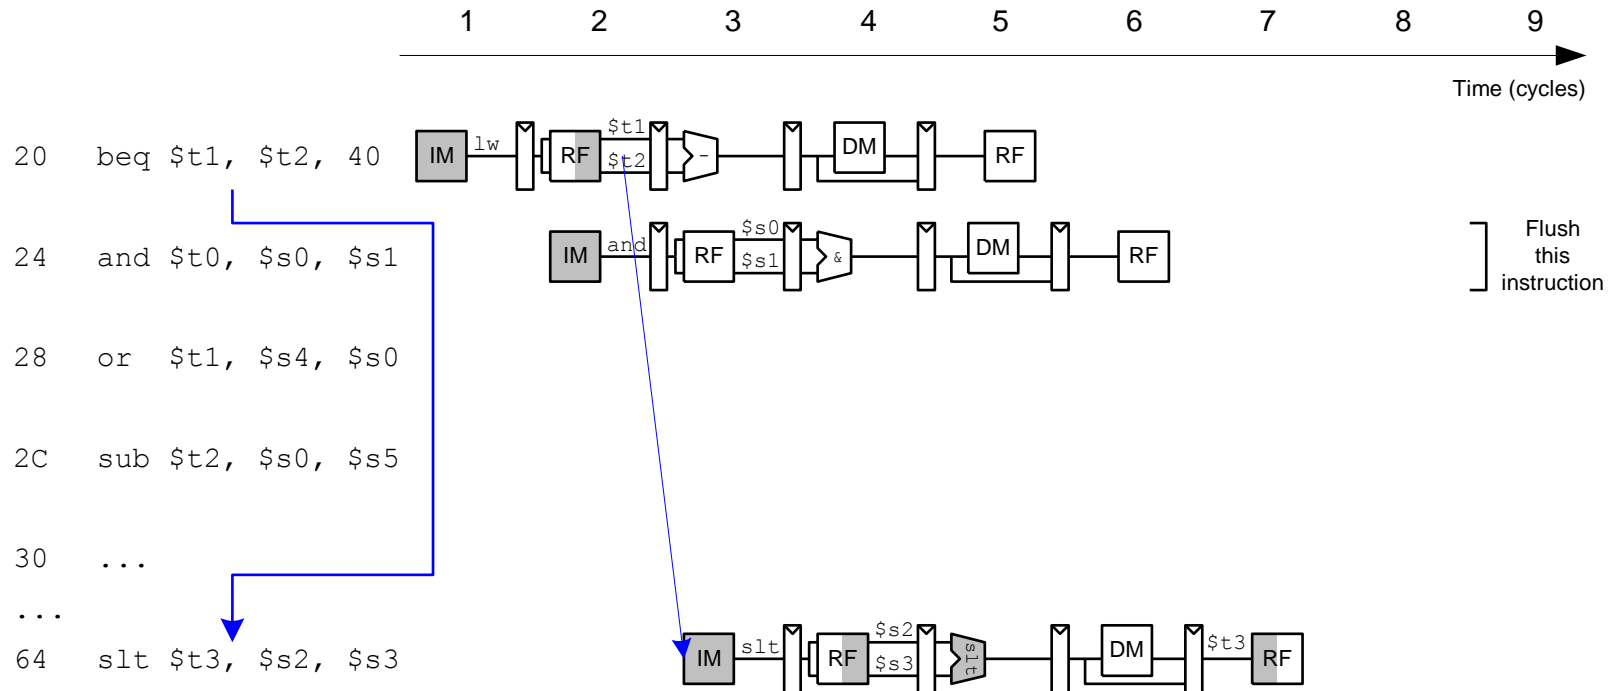 1 2 3 4 5 6 7 8 9
Time (cycles)
20 beq $t1, $t2, 40 IM lw RF $t1 $t2 - DM RF
24 and $t0, $s0, $s1 IM and RF $s0 $s1 & DM RF
Flush
this
instruction
28 or $t1, $s4, $s0
2C sub $t2, $s0, $s5
30 ...
...
64 slt $t3, $s2, $s3 IM slt RF $s2 $s3 slt DM $t3 RF